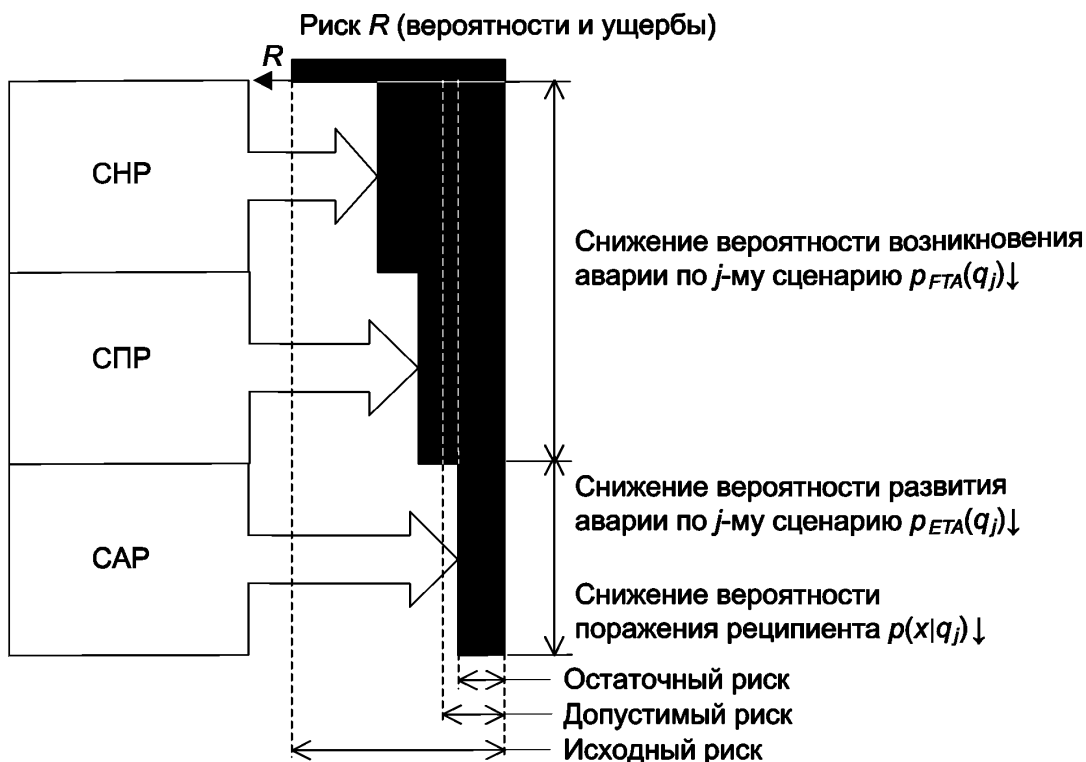 Риск R (вероятности и ущербы)
R
СНР
СПР
САР
Снижение вероятности возникновения
аварии по j-му сценарию pFTA(qj)↓
Снижение вероятности развития
аварии по j-му сценарию pETA(qj)↓
Снижение вероятности
поражения реципиента p(x|qj)↓
Остаточный риск
Допустимый риск
Исходный риск